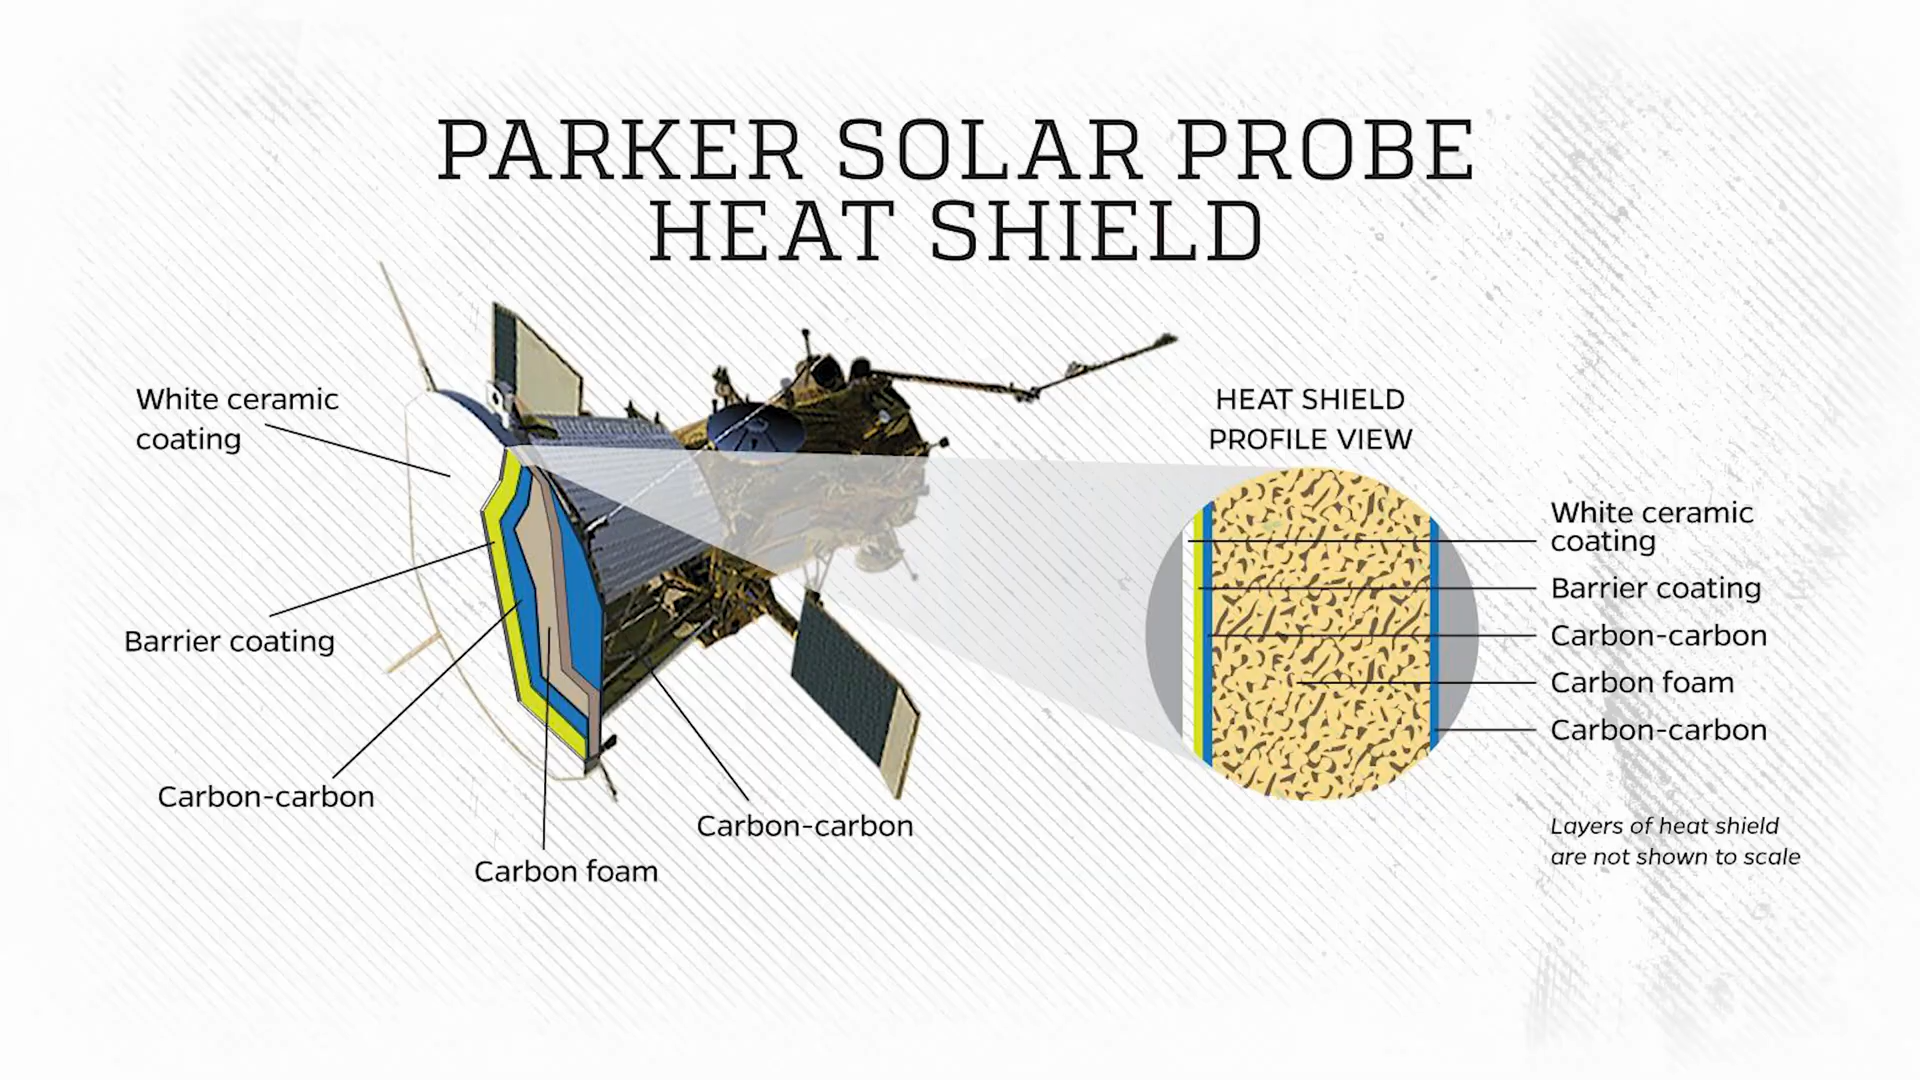 PARKER SOLAR PROBE
HEAT SHIELD
White ceramic
coating
Barrier coating
Carbon-carbon
Carbon foam
Carbon-carbon
HEAT SHIELD
PROFILE VIEW
White ceramic
coating
Barrier coating
Carbon-carbon
Carbon foam
Carbon-carbon
Layers of heat shield
are not shown to scale